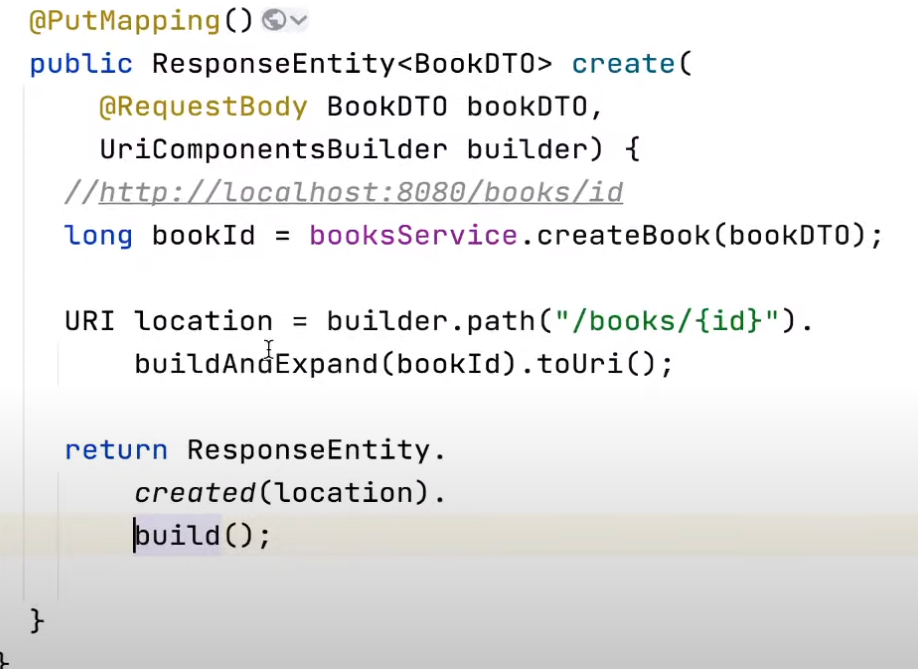 @PutMapping()
public ResponseEntity<BookDTO> create(
@RequestBody BookDTO bookDTO,
UriComponentsBuilder builder) {
//http://localhost:8080/books/id
long bookId = booksService.createBook(bookDTO);
URI location = builder.path("/books/{id}").
buildAndExpand(bookId).toUri();
return ResponseEntity.
created(location).
build();
}
}